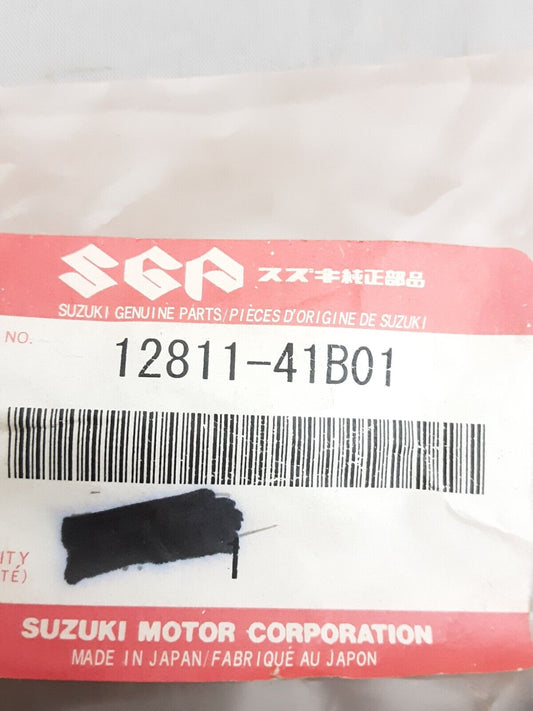 SGP スズキ純正部品
SUZUKI GENUINE PARTS/PIÈCES D'ORIGINE DE SUZUKI
NO. 12811-41B01
ITY
TÉ)
SUZUKI MOTOR CORPORATION
MADE IN JAPAN/FABRIQUÉ AU JAPON